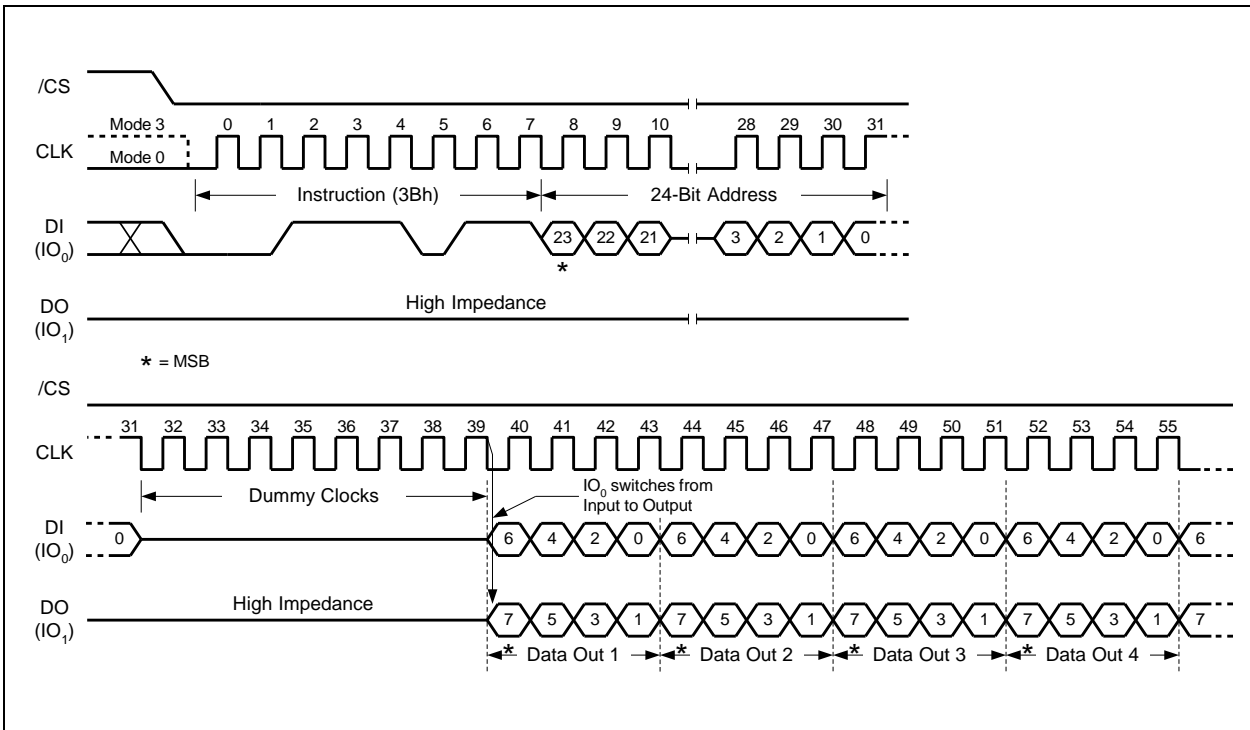 /CS
Mode 3 0 1 2 3 4 5 6 7 8 9 10 28 29 30 31
CLK Mode 0
Instruction (3Bh) 24-Bit Address
DI
(IO0) 23 22 21 3 2 1 0
*
High Impedance
DO
(IO1)
* = MSB
/CS
31 32 33 34 35 36 37 38 39 40 41 42 43 44 45 46 47 48 49 50 51 52 53 54 55
CLK
Dummy Clocks
IO0 switches from
Input to Output
DI
(IO0) 0 6 4 2 0 6 4 2 0 6 4 2 0 6 4 2 0 6
High Impedance
DO
(IO1) 7 5 3 1 7 5 3 1 7 5 3 1 7 5 3 1 7
* Data Out 1 * Data Out 2 * Data Out 3 * Data Out 4